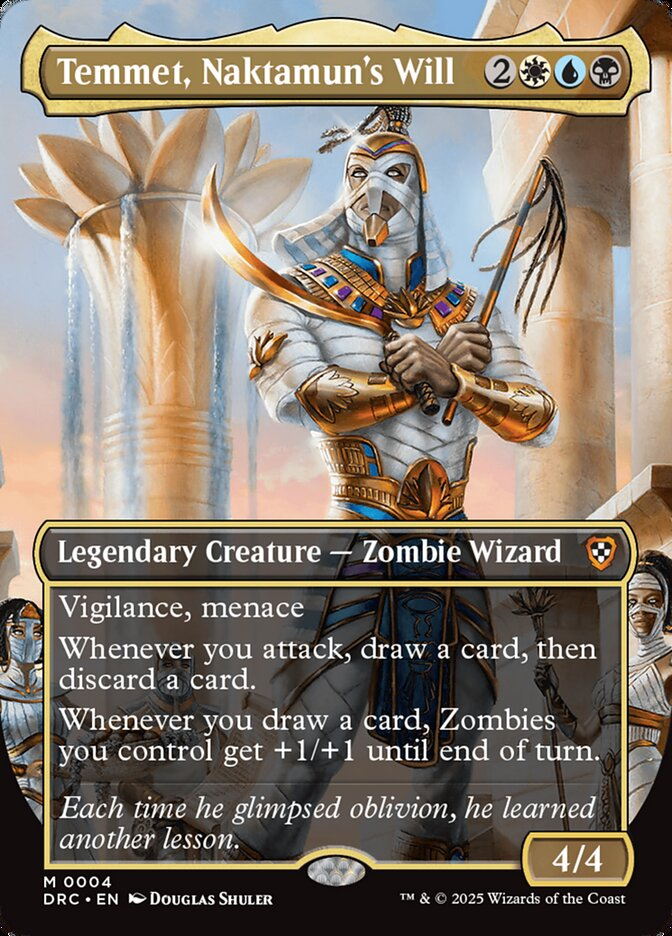 Temmet, Naktamun's Will 2
Legendary Creature — Zombie Wizard
Vigilance, menace
Whenever you attack, draw a card, then
discard a card.
Whenever you draw a card, Zombies
you control get +1/+1 until end of turn.
Each time he glimpsed oblivion, he learned
another lesson.
4/4
M 0004
DRC • EN Douglas Shuler
™ & © 2025 Wizards of the Coast